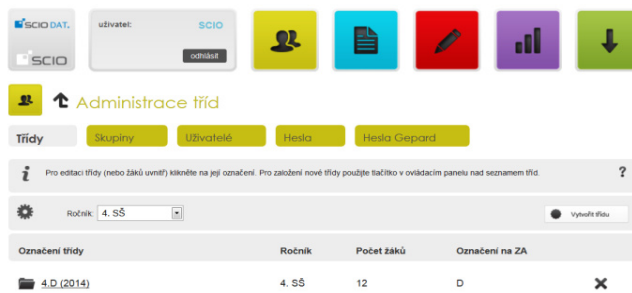 SCIO DAT.
SCIO
uživatel: SCIO
odhlásit
Administrace tříd
Třídy Skupiny Uživatelé Hesla Hesla Gepard
Pro editaci třídy (nebo žáků uvnitř) klikněte na její označení. Pro založení nové třídy použijte tlačítko v ovládacím panelu nad seznamem tříd. ?
Ročník: 4. SŠ Vytvořit třídu
Označení třídy Ročník Počet žáků Označení na ZA
4.D (2014) 4. SŠ 12 D